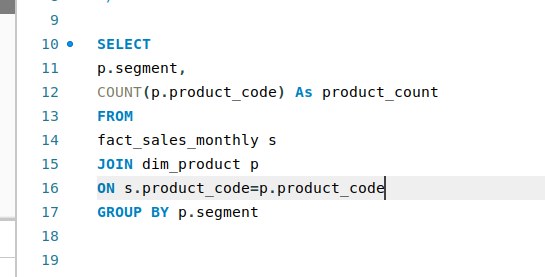 9
10 SELECT
11 p.segment,
12 COUNT(p.product_code) As product_count
13 FROM
14 fact_sales_monthly s
15 JOIN dim_product p
16 ON s.product_code=p.product_code
17 GROUP BY p.segment
18
19